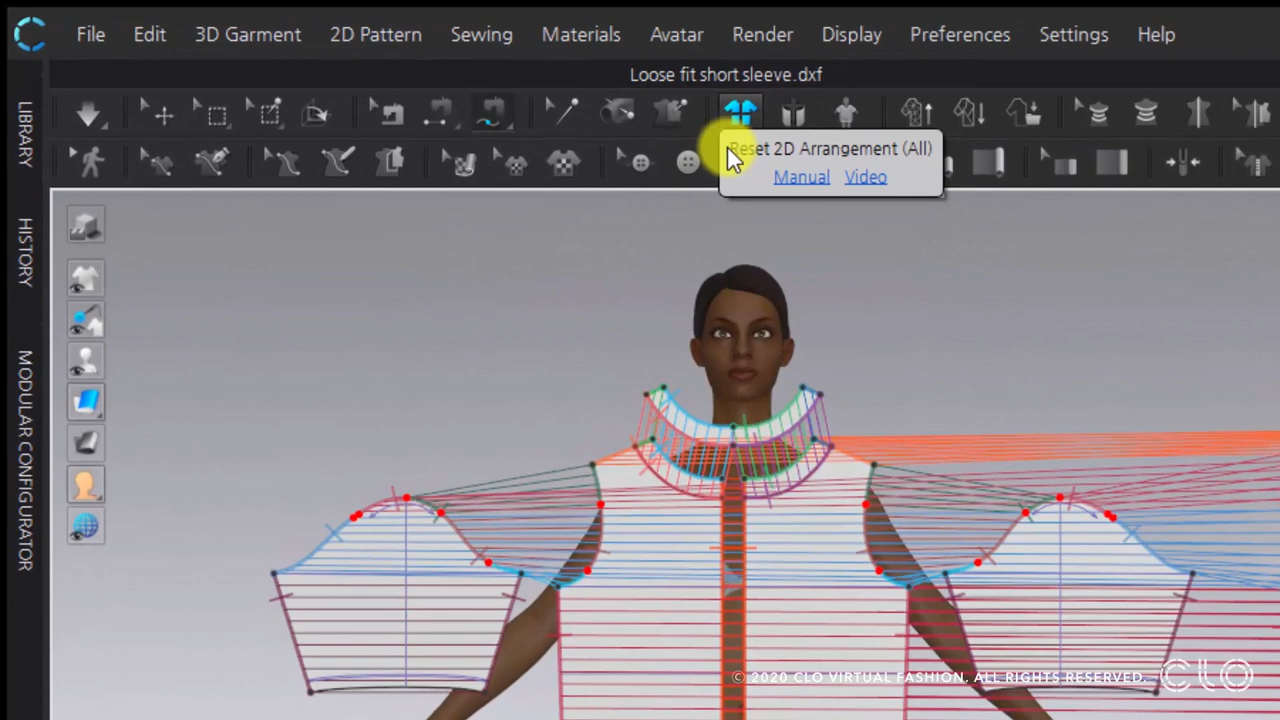 File Edit 3D Garment 2D Pattern Sewing Materials Avatar Render Display Preferences Settings Help
Loose fit short sleeve.dxf
LIBRARY
HISTORY
MODULAR CONFIGURATOR
Reset 2D Arrangement (All)
Manual Video
© 2020 CLO VIRTUAL FASHION. ALL RIGHTS RESERVED. CLO